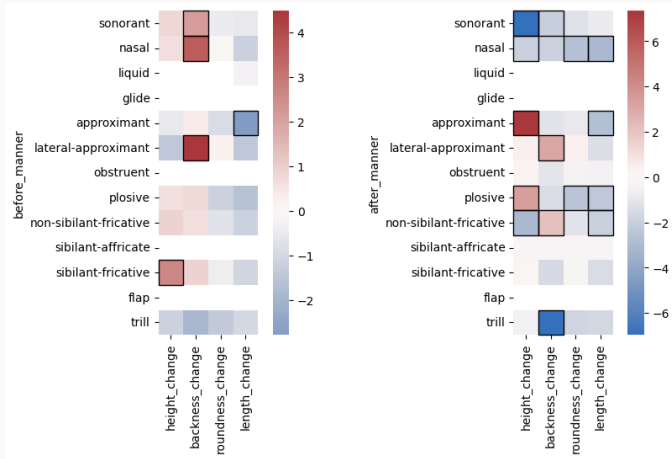 before_manner
sonorant
nasal
liquid
glide
approximant
lateral-approximant
obstruent
plosive
non-sibilant-fricative
sibilant-affricate
sibilant-fricative
flap
trill
height_change
backness_change
roundness_change
length_change
4
3
2
1
0
−1
−2
after_manner
sonorant
nasal
liquid
glide
approximant
lateral-approximant
obstruent
plosive
non-sibilant-fricative
sibilant-affricate
sibilant-fricative
flap
trill
height_change
backness_change
roundness_change
length_change
6
4
2
0
−2
−4
−6